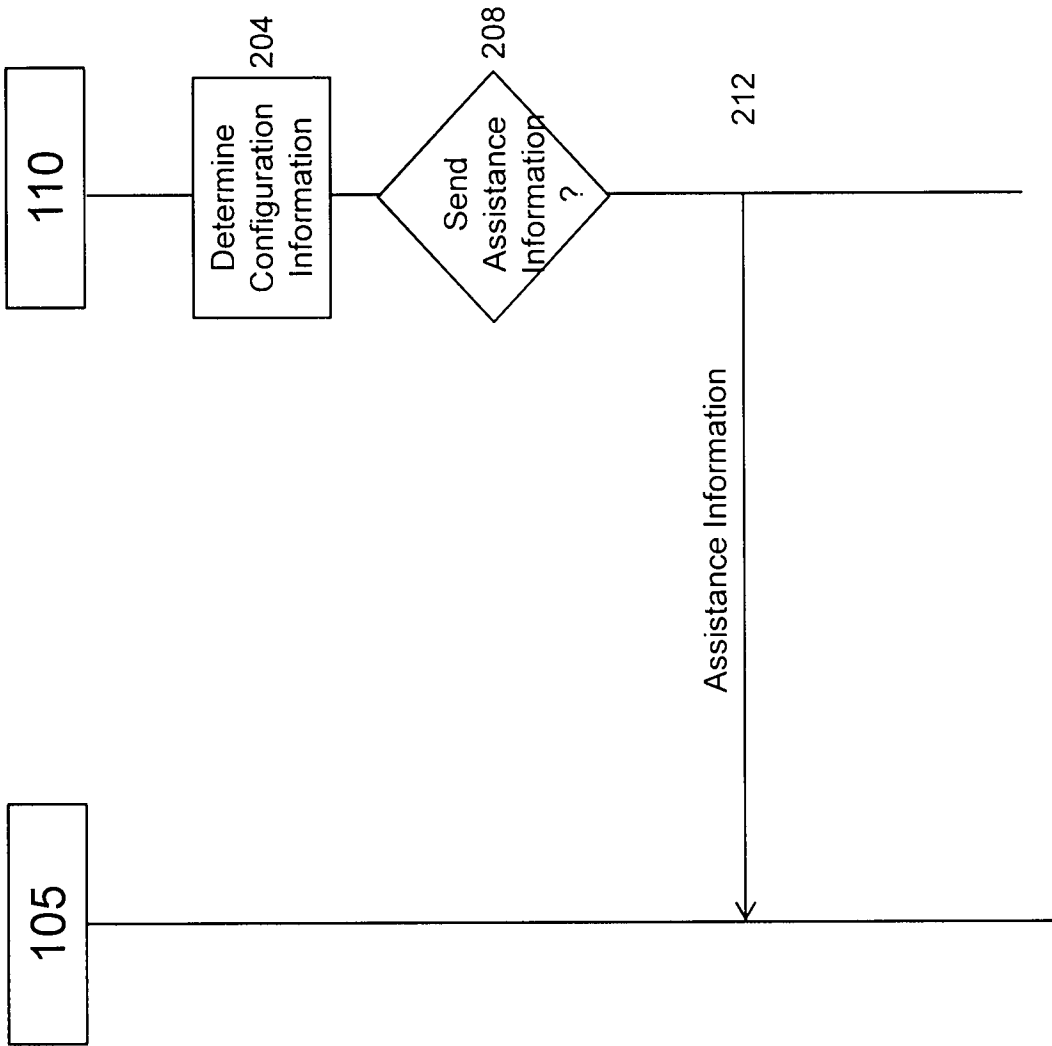 105
110
Determine
Configuration
Information
204
Send
Assistance
Information
?
208
Assistance Information
212